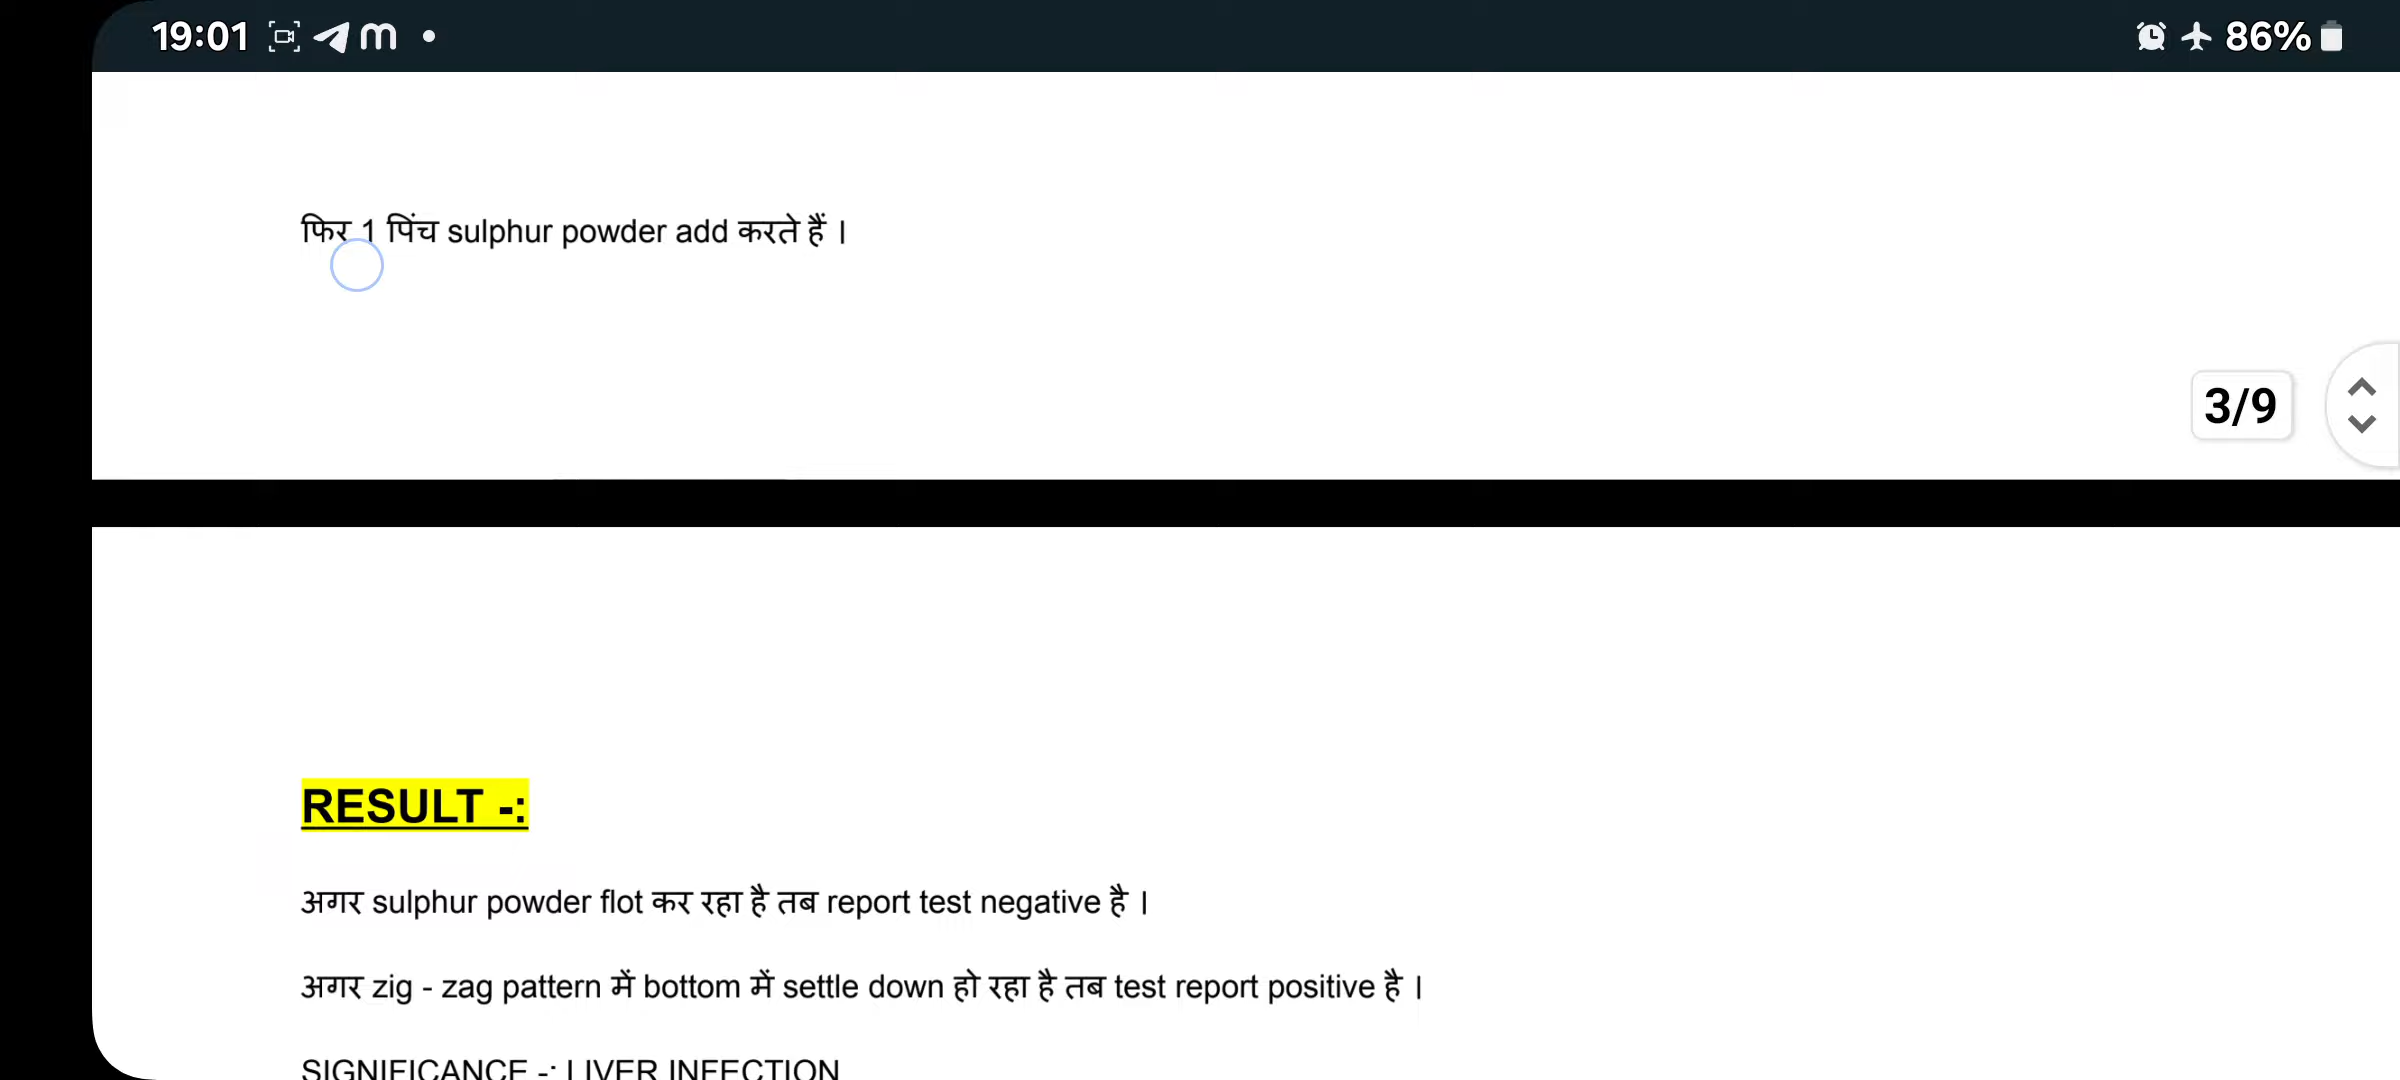 19:01 m 86%
फिर 1 पिंच sulphur powder add करते हैं ।
3/9
RESULT -:
अगर sulphur powder flot कर रहा है तब report test negative है ।
अगर zig - zag pattern में bottom में settle down हो रहा है तब test report positive है ।
SIGNIFICANCE -: LIVER INFECTION